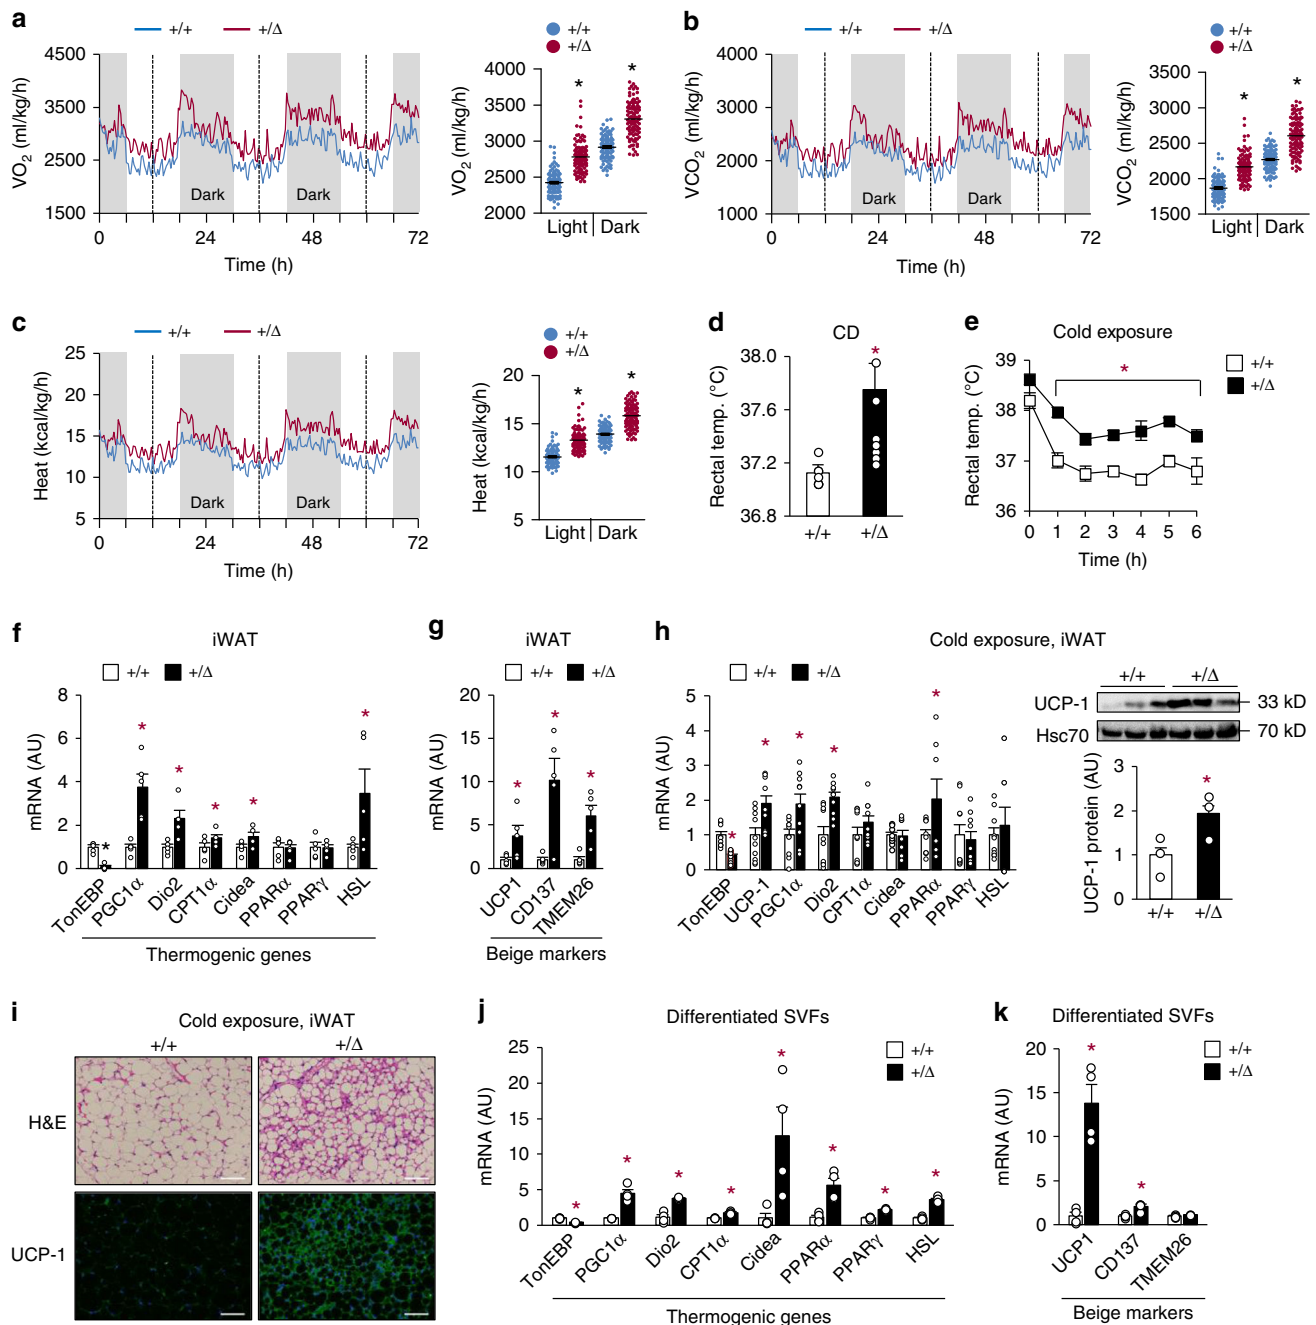 a
+/+
+/Δ
VO2 (ml/kg/h)
4500
3500
2500
1500
Dark
Dark
0
24
48
72
Time (h)
+/+
+/Δ
VO2 (ml/kg/h)
4000
3500
3000
2500
2000
*
*
Light
Dark
b
+/+
+/Δ
VCO2 (ml/kg/h)
4000
3000
2000
1000
Dark
Dark
0
24
48
72
Time (h)
+/+
+/Δ
VCO2 (ml/kg/h)
3500
3000
2500
2000
1500
*
*
Light
Dark
c
+/+
+/Δ
Heat (kcal/kg/h)
25
20
15
10
5
Dark
Dark
0
24
48
72
Time (h)
+/+
+/Δ
Heat (kcal/kg/h)
20
15
10
5
*
*
Light
Dark
d
CD
Rectal temp. (°C)
38.0
37.6
37.2
36.8
*
+/+
+/Δ
e
Cold exposure
Rectal temp. (°C)
39
38
37
36
*
+/+
+/Δ
0 1 2 3 4 5 6
Time (h)
f
iWAT
+/+
+/Δ
mRNA (AU)
8
6
4
2
0
* * * * * *
TonEBP
PGC1α
Dio2
CPT1α
Cidea
PPARα
PPARγ
HSL
Thermogenic genes
g
iWAT
+/+
+/Δ
mRNA (AU)
20
15
10
5
0
* * *
UCP1
CD137
TMEM26
Beige markers
h
Cold exposure, iWAT
+/+
+/Δ
mRNA (AU)
5
4
3
2
1
0
* * * * *
TonEBP
UCP-1
PGC1α
Dio2
CPT1α
Cidea
PPARα
PPARγ
HSL
+/+
+/Δ
UCP-1
33 kD
Hsc70
70 kD
UCP-1 protein (AU)
3
2
1
0
*
+/+
+/Δ
i
Cold exposure, iWAT
+/+
+/Δ
H&E
UCP-1
j
Differentiated SVFs
+/+
+/Δ
mRNA (AU)
25
20
15
10
5
0
* * * * * * * *
TonEBP
PGC1α
Dio2
CPT1α
Cidea
PPARα
PPARγ
HSL
Thermogenic genes
k
Differentiated SVFs
+/+
+/Δ
mRNA (AU)
20
15
10
5
0
* *
UCP1
CD137
TMEM26
Beige markers